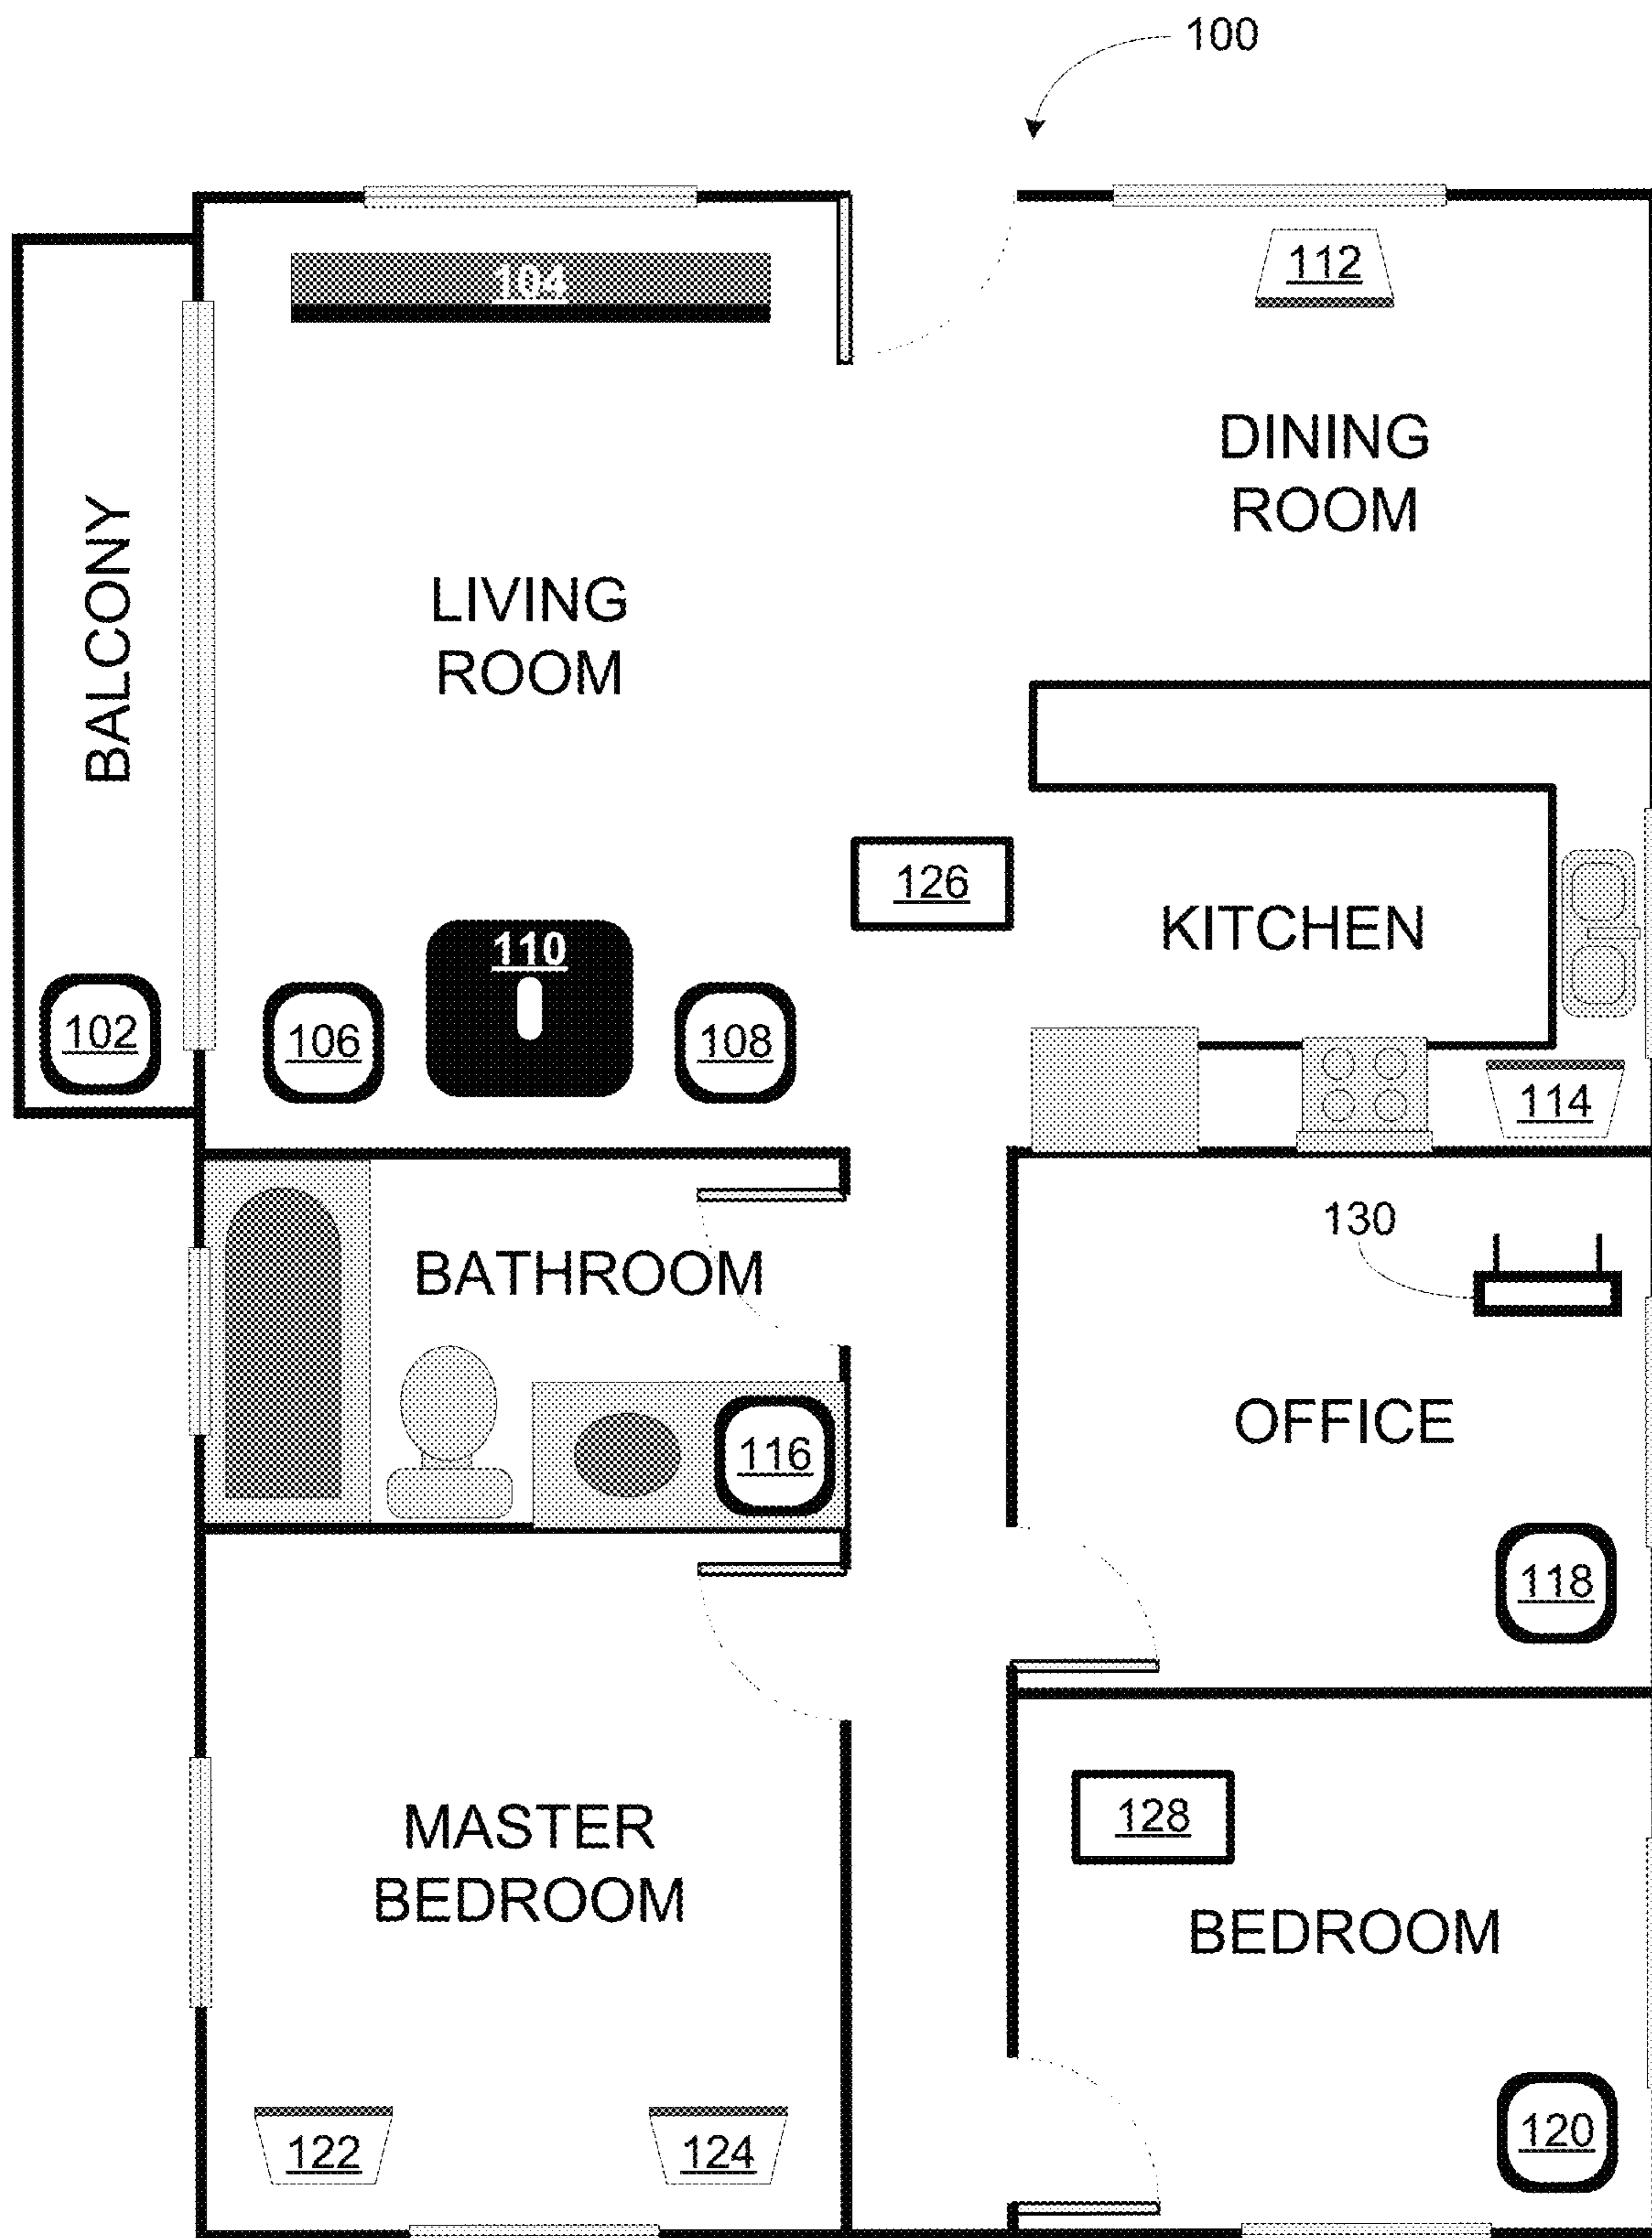 100
104
112
DINING
ROOM
BALCONY
LIVING
ROOM
126
KITCHEN
110
102
106
108
114
130
BATHROOM
OFFICE
116
118
MASTER
BEDROOM
128
BEDROOM
122
124
120